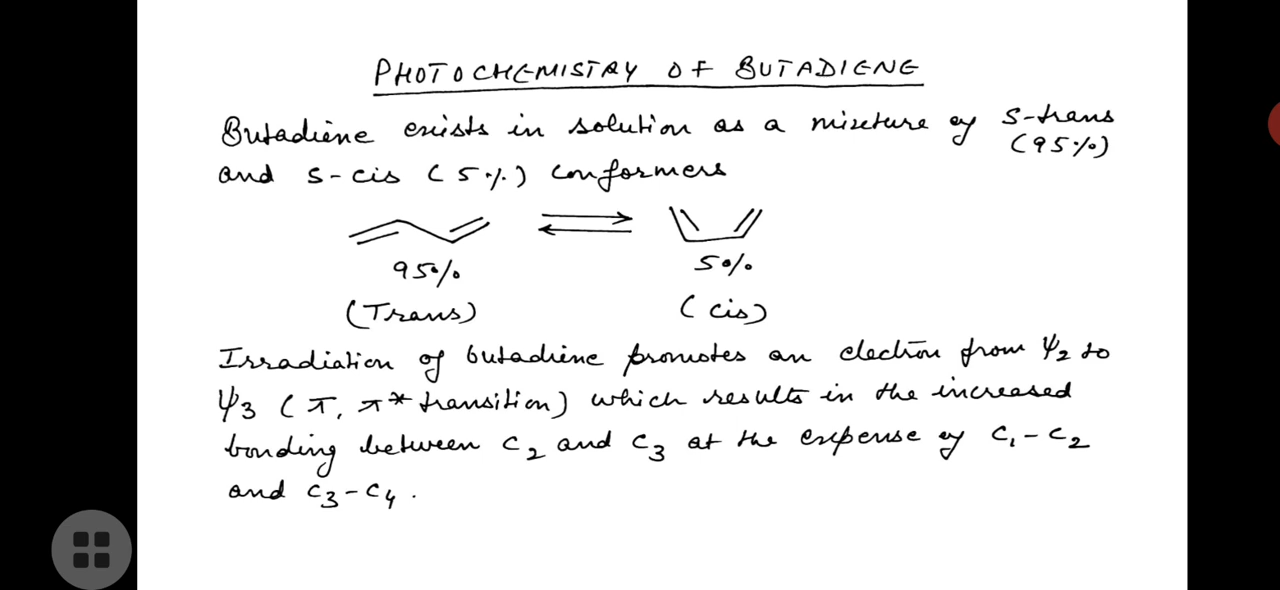 PHOTOCHEMISTRY OF BUTADIENE
Butadiene exists in solution as a mixture of s-trans
(95%)
and s-cis (5%) conformers
95%
5%
(Trans)
(cis)
Irradiation of butadiene promotes an electron from Ψ₂ to
Ψ₃ (π, π* transition) which results in the increased
bonding between C₂ and C₃ at the expense of C₁-C₂
and C₃-C₄.